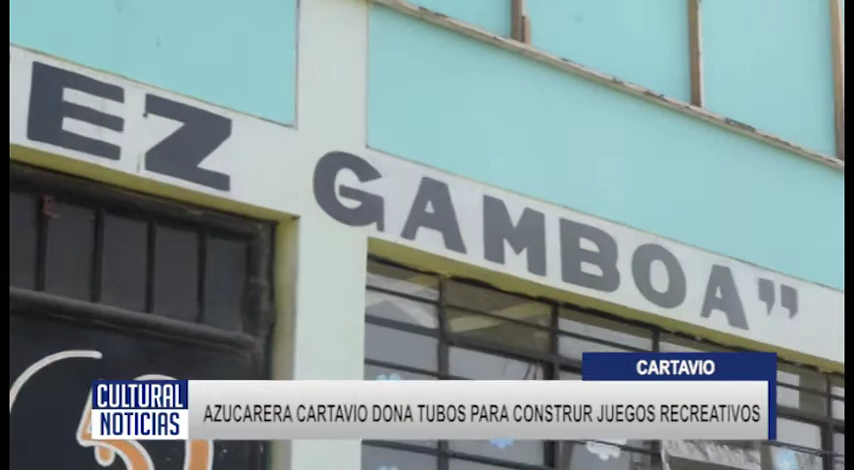 EZ GAMBOA”
CARTAVIO
CULTURAL
NOTICIAS
AZUCARERA CARTAVIO DONA TUBOS PARA CONSTRUR JUEGOS RECREATIVOS